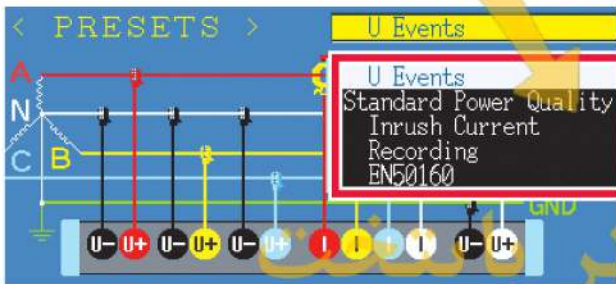 < PRESETS >
U Events
A
U Events
Standard Power Quality
N
Inrush Current
Recording
C B
EN50160
GND
U- U+ U- U+ U- U+ I I I I U- U+